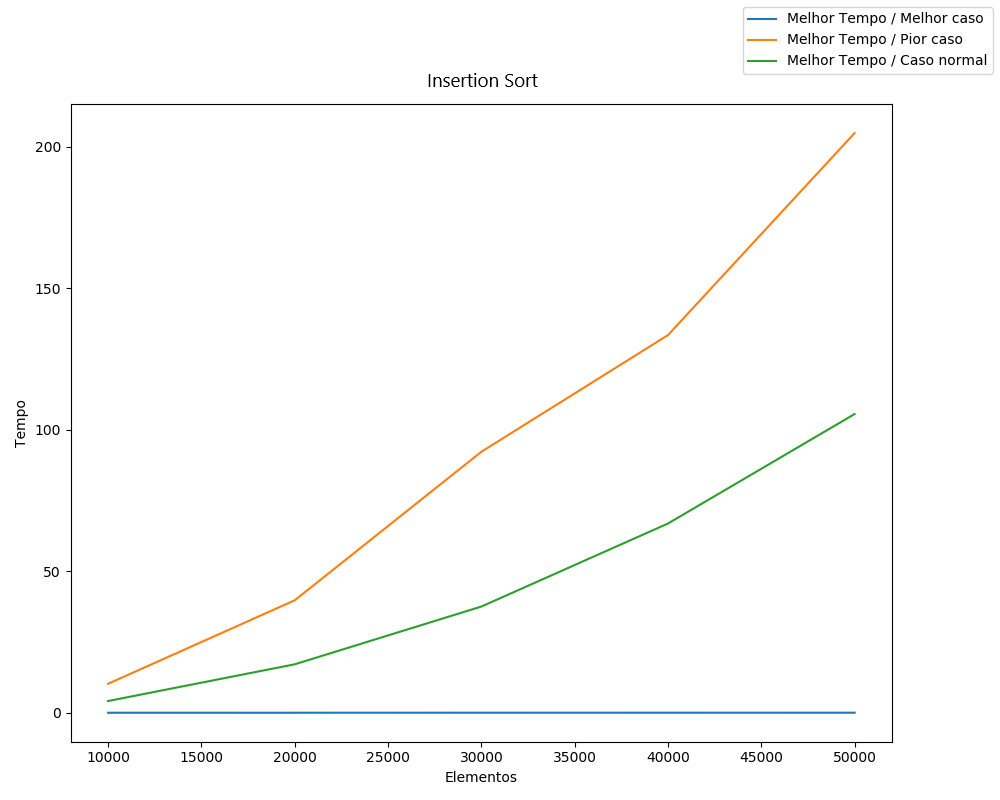 Melhor Tempo / Melhor caso
Melhor Tempo / Pior caso
Melhor Tempo / Caso normal
Insertion Sort
200
150
100
50
0
Tempo
10000 15000 20000 25000 30000 35000 40000 45000 50000
Elementos